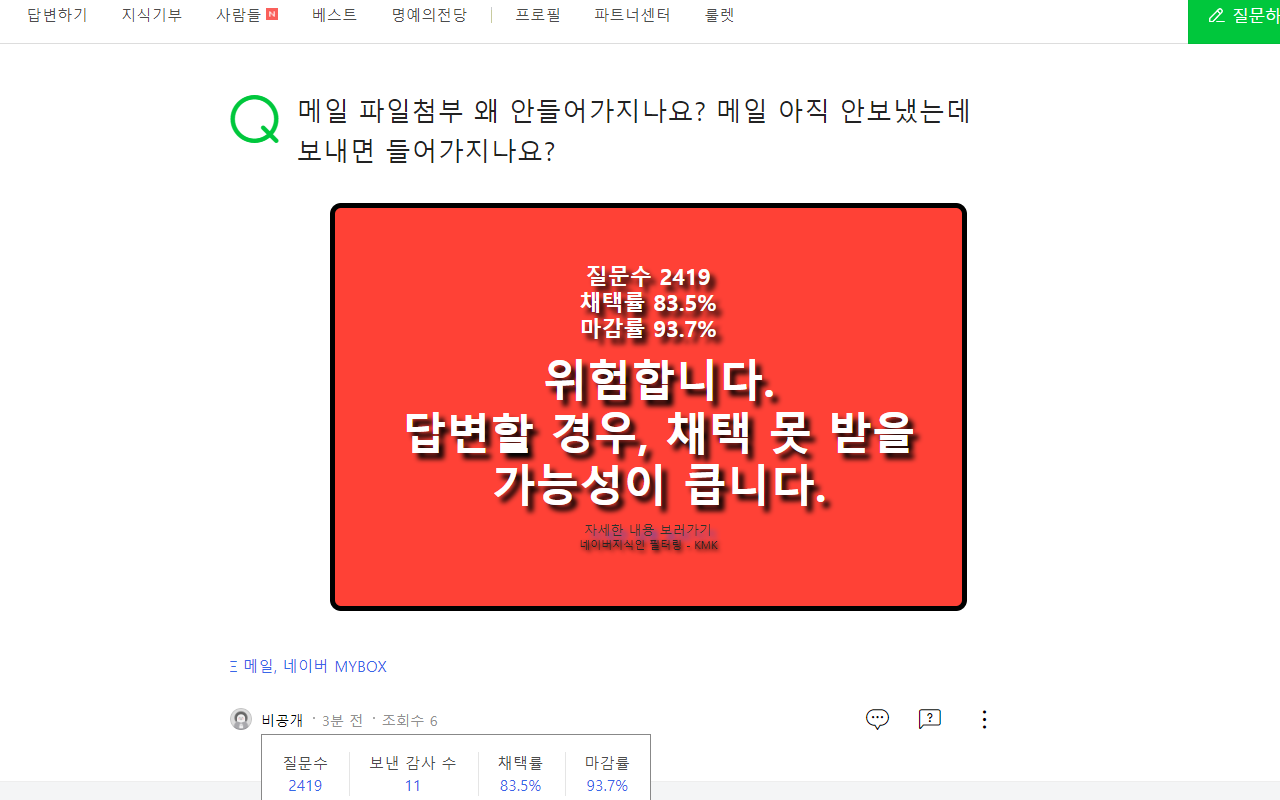 답변하기 지식기부 사람들 N 베스트 명예의전당 프로필 파트너센터 룰렛 질문하
메일 파일첨부 왜 안들어가지나요? 메일 아직 안보냈는데
보내면 들어가지나요?
질문수 2419
채택률 83.5%
마감률 93.7%
위험합니다.
답변할 경우, 채택 못 받을
가능성이 큽니다.
자세한 내용 보러가기
네이버지식인 필터링 - KMK
메일, 네이버 MYBOX
비공개 · 3분 전 · 조회수 6
질문수 보낸 감사 수 채택률 마감률
2419 11 83.5% 93.7%